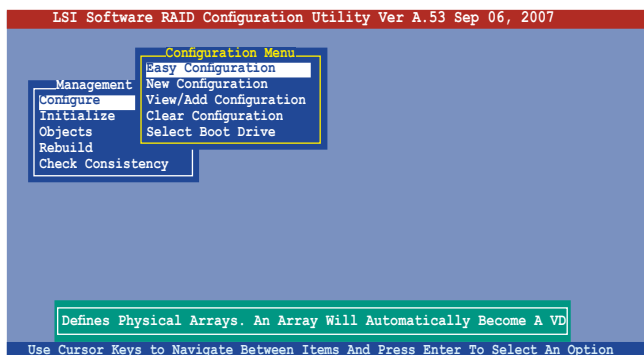 LSI Software RAID Configuration Utility Ver A.53 Sep 06, 2007
Configuration Menu
Easy Configuration
New Configuration
View/Add Configuration
Clear Configuration
Select Boot Drive
Management
Configure
Initialize
Objects
Rebuild
Check Consistency
Defines Physical Arrays. An Array Will Automatically Become A VD
Use Cursor Keys to Navigate Between Items And Press Enter To Select An Option